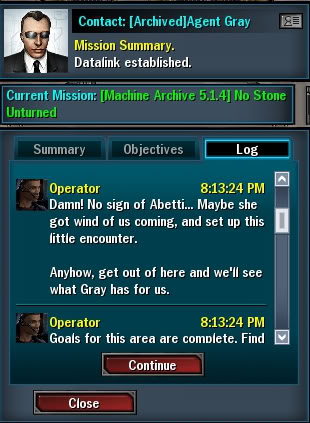 Contact: [Archived]Agent Gray
Mission Summary.
Datalink established.
Current Mission: [Machine Archive 5.1.4] No Stone
Unturned
Summary Objectives Log
Operator 8:13:24 PM
Damn! No sign of Abetti... Maybe she
got wind of us coming, and set up this
little encounter.
Anyhow, get out of here and we'll see
what Gray has for us.
Operator 8:13:24 PM
Goals for this area are complete. Find
Continue
Close